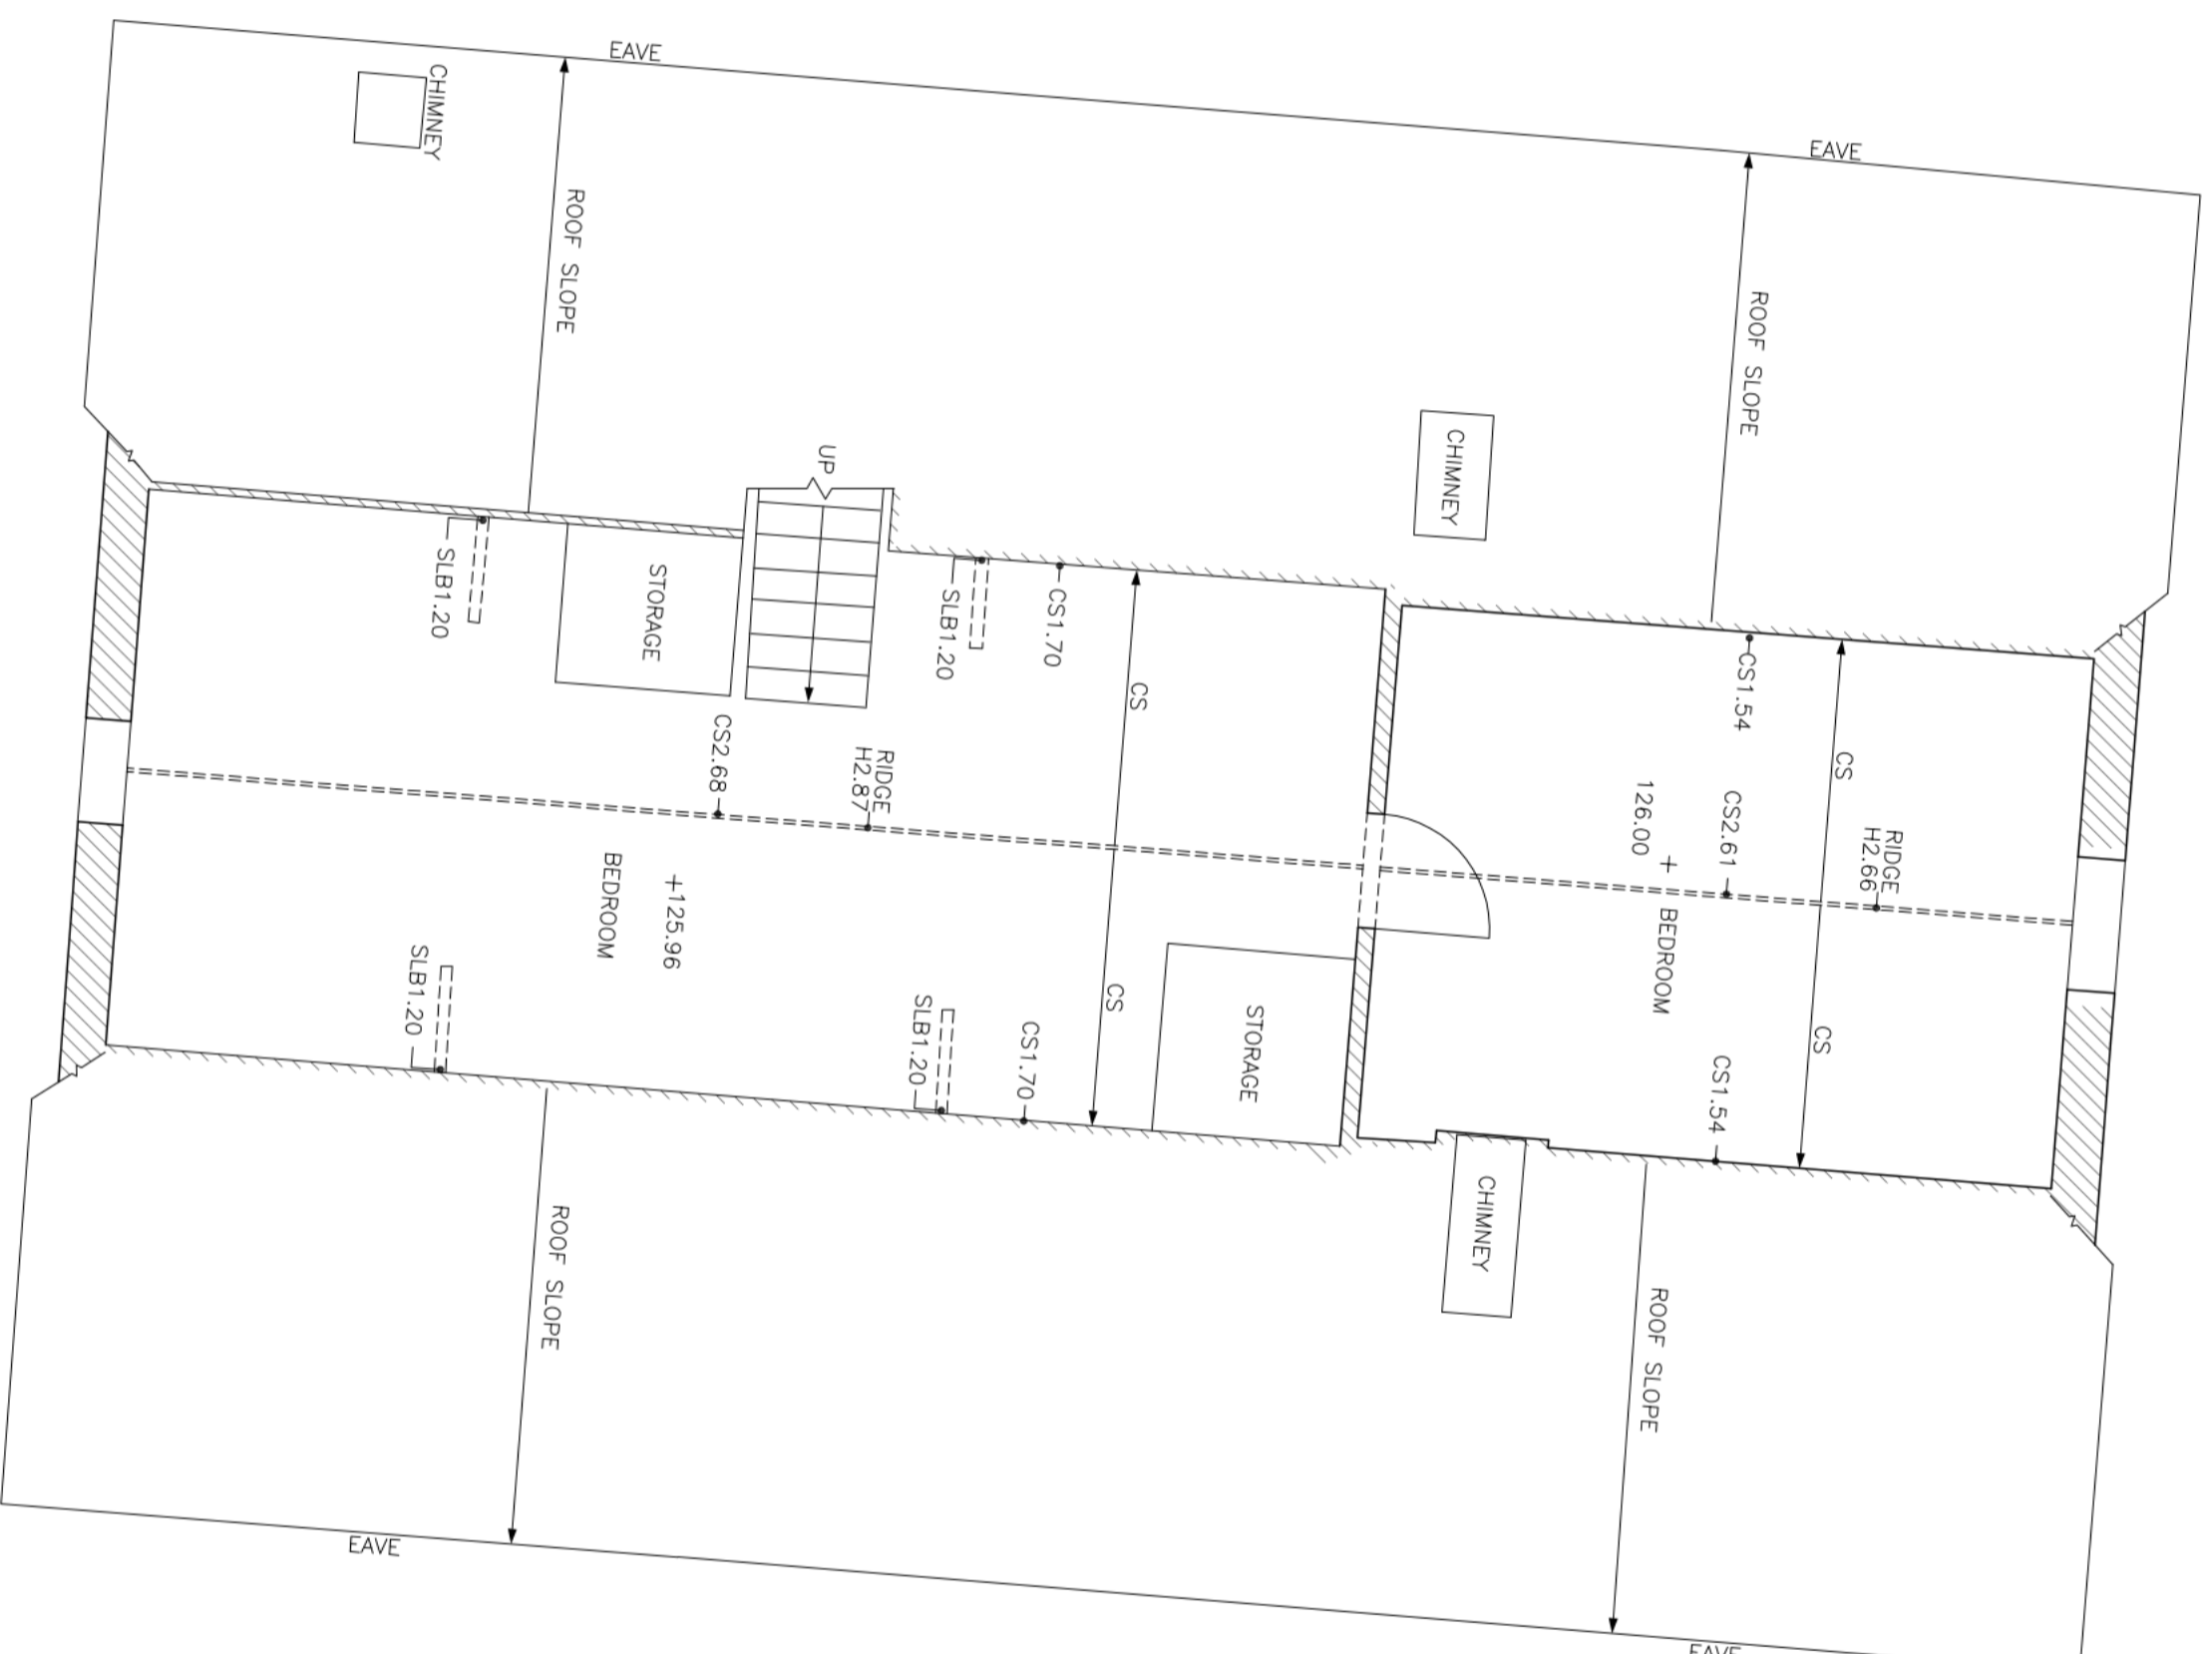 EAVE
EAVE
CHIMNEY
ROOF SLOPE
ROOF SLOPE
CHIMNEY
UP
STORAGE
SLB1.20
SLB1.20
CS1.70
CS1.54
CS
CS
CS2.68
RIDGE
H2.87
126.00
CS2.61
RIDGE
H2.66
BEDROOM
+125.96
BEDROOM
SLB1.20
SLB1.20
CS
CS1.70
STORAGE
CS
CS1.54
CHIMNEY
ROOF SLOPE
ROOF SLOPE
EAVE
EAVE